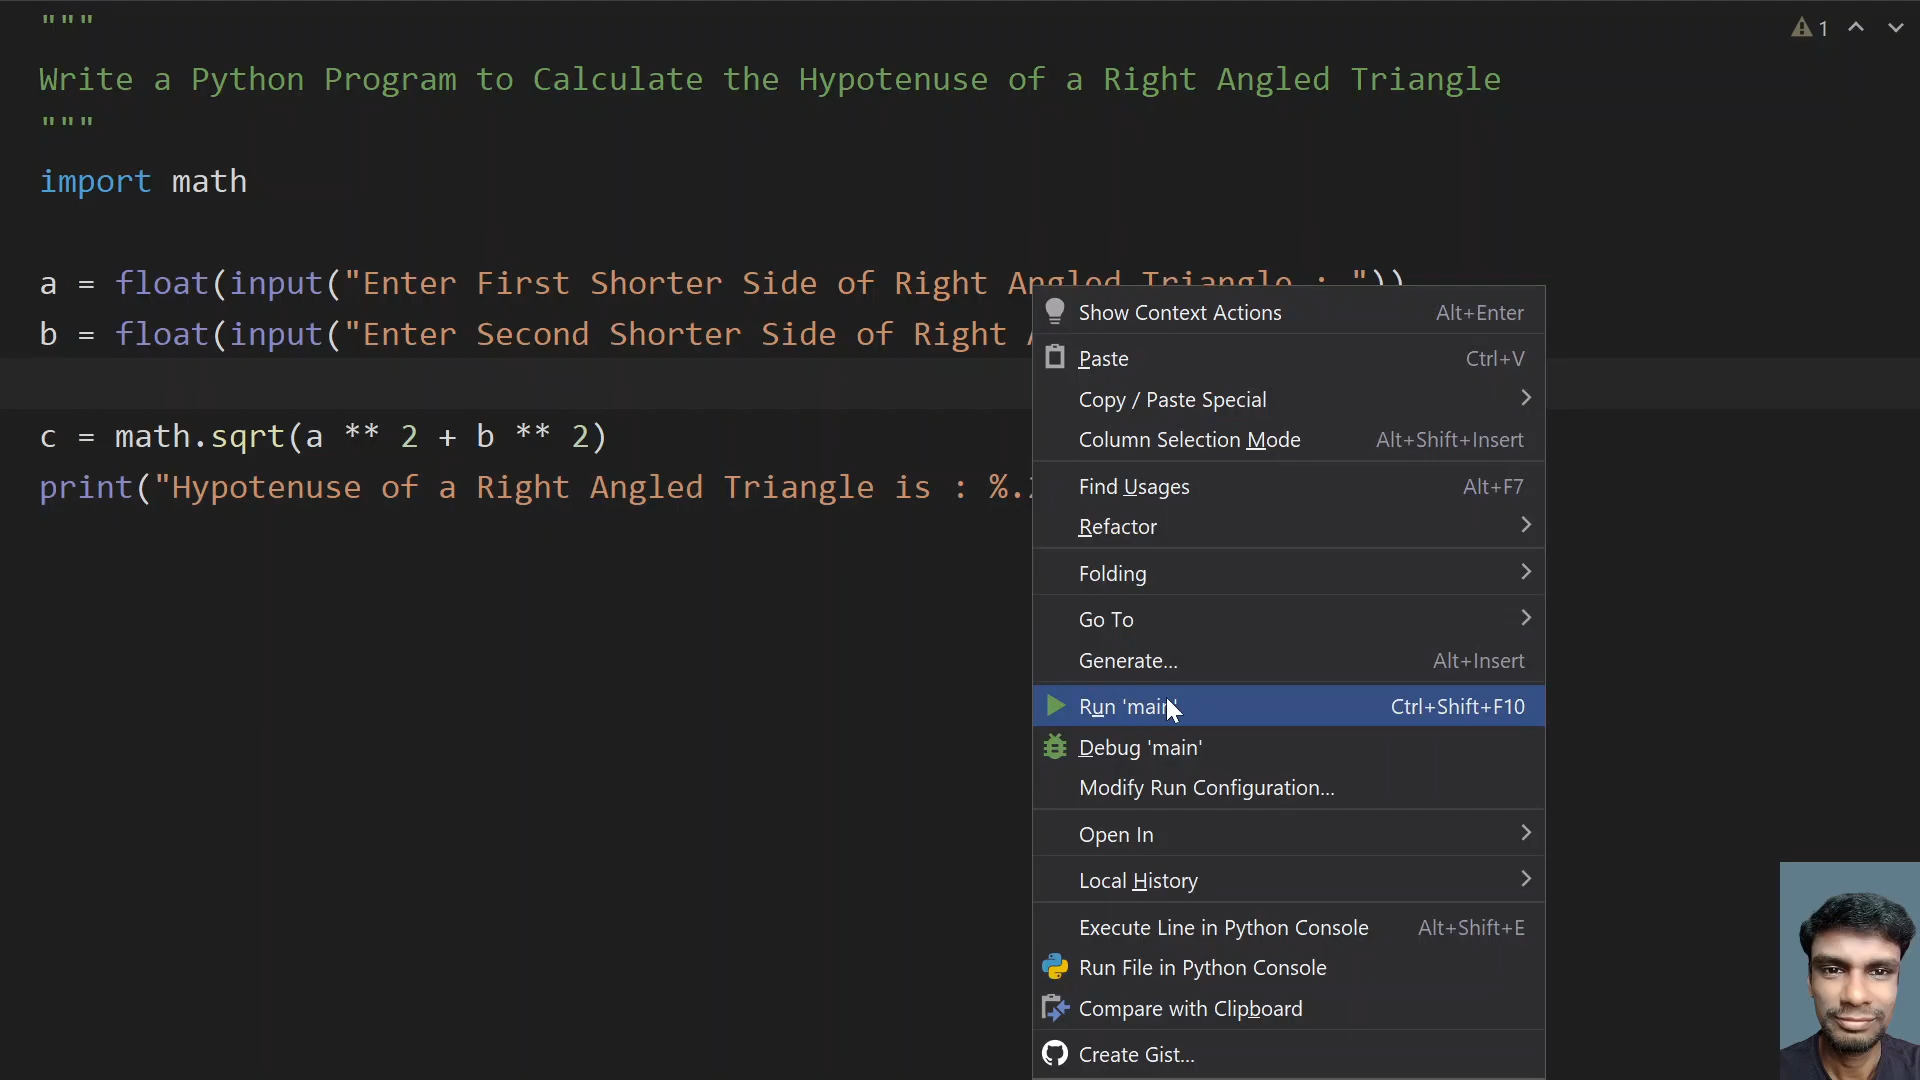 """
1
Write a Python Program to Calculate the Hypotenuse of a Right Angled Triangle
"""
import math
a = float(input("Enter First Shorter Side of Right Angled Triangle : "))
b = float(input("Enter Second Shorter Side of Right
c = math.sqrt(a ** 2 + b ** 2)
print("Hypotenuse of a Right Angled Triangle is : %.
Show Context Actions Alt+Enter
Paste Ctrl+V
Copy / Paste Special
Column Selection Mode Alt+Shift+Insert
Find Usages Alt+F7
Refactor
Folding
Go To
Generate... Alt+Insert
Run 'main' Ctrl+Shift+F10
Debug 'main'
Modify Run Configuration...
Open In
Local History
Execute Line in Python Console Alt+Shift+E
Run File in Python Console
Compare with Clipboard
Create Gist...